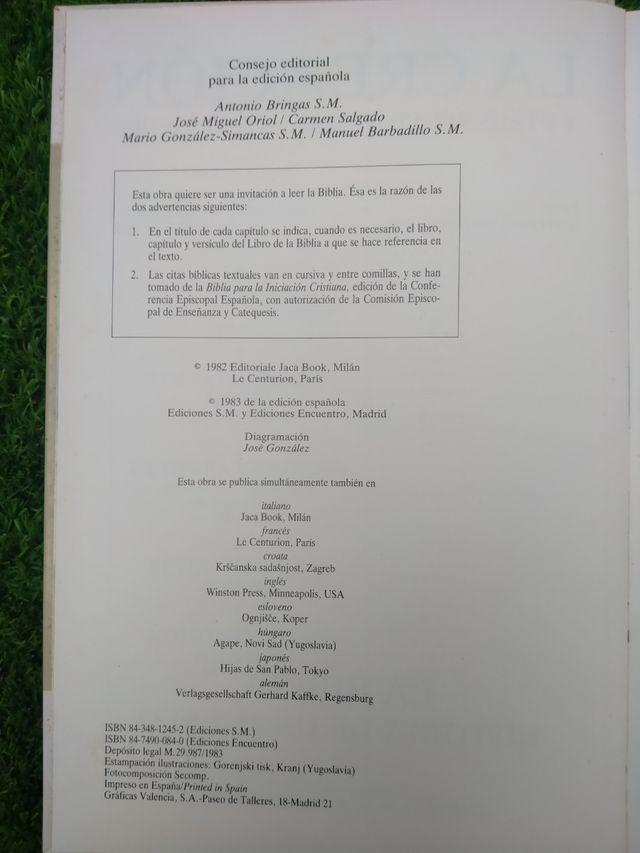 Consejo editorial
para la edición española
Antonio Bringas S.M.
José Miguel Oriol / Carmen Salgado
Mario González-Simancas S.M. / Manuel Barbadillo S.M.
Esta obra quiere ser una invitación a leer la Biblia. Ésa es la razón de las
dos advertencias siguientes:
1. En el título de cada capítulo se indica, cuando es necesario, el libro,
capítulo y versículo del Libro de la Biblia a que se hace referencia en
el texto.
2. Las citas bíblicas textuales van en cursiva y entre comillas, y se han
tomado de la Biblia para la Iniciación Cristiana, edición de la Confe-
rencia Episcopal Española, con autorización de la Comisión Episco-
pal de Enseñanza y Catequesis.
© 1982 Editoriale Jaca Book, Milán
Le Centurion, París
© 1983 de la edición española
Ediciones S.M. y Ediciones Encuentro, Madrid
Diagramación
José González
Esta obra se publica simultáneamente también en
italiano
Jaca Book, Milán
francés
Le Centurion, París
croata
Krščanska sadašnjost, Zagreb
inglés
Winston Press, Minneapolis, USA
esloveno
Ognjišče, Koper
húngaro
Agape, Novi Sad (Yugoslavia)
japonés
Hijas de San Pablo, Tokyo
alemán
Verlagsgesellschaft Gerhard Kaffke, Regensburg
ISBN 84-348-1245-2 (Ediciones S.M.)
ISBN 84-7490-084-0 (Ediciones Encuentro)
Depósito legal M.29.987/1983
Estampación ilustraciones: Gorenjski tisk, Kranj (Yugoslavia)
Fotocomposición Secomp.
Impreso en España/Printed in Spain
Gráficas Valencia, S.A.-Paseo de Talleres, 18-Madrid 21